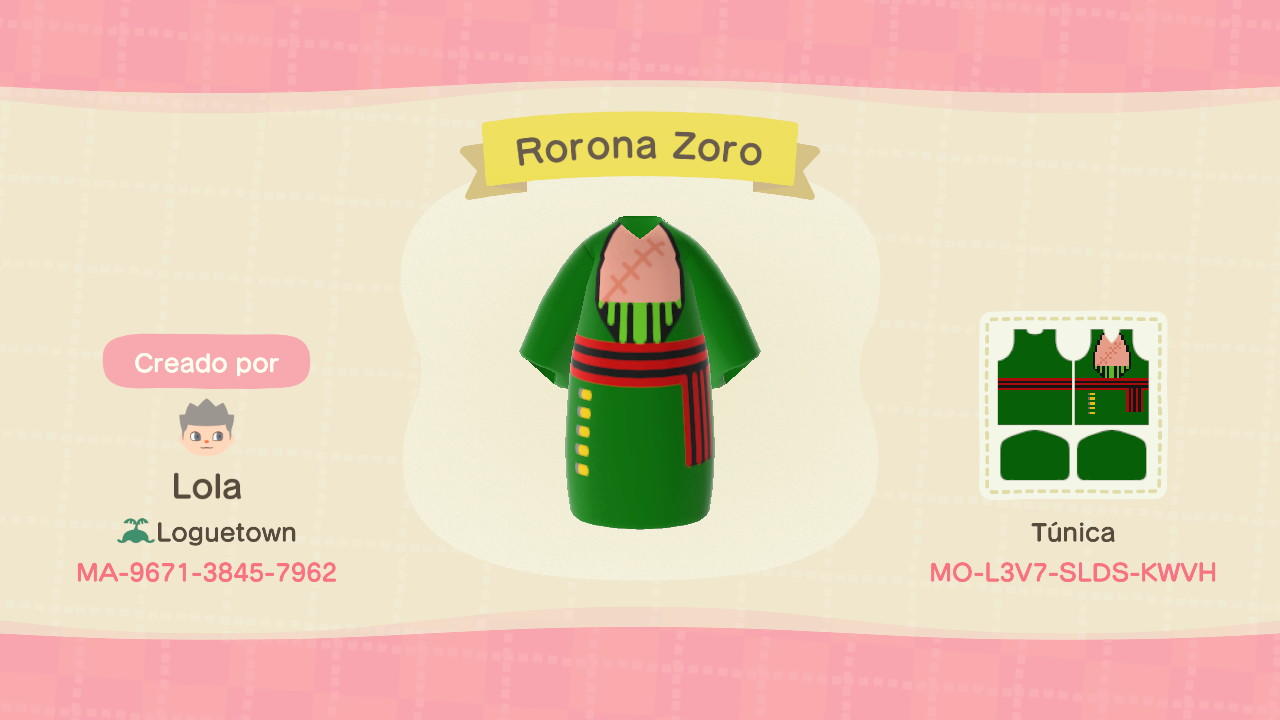 Rorona Zoro
Creado por
Lola
Loguetown
MA-9671-3845-7962
Túnica
MO-L3V7-SLDS-KWVH